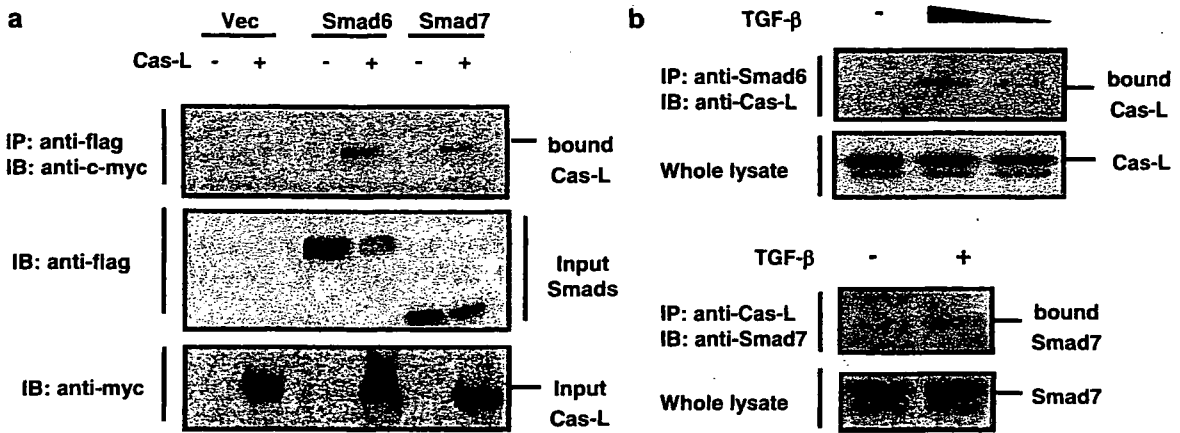 a
Vec Smad6 Smad7
Cas-L - + - + - +
IP: anti-flag
IB: anti-c-myc
bound
Cas-L
IB: anti-flag
Input
Smads
IB: anti-myc
Input
Cas-L
b
TGF-β -
IP: anti-Smad6
IB: anti-Cas-L
bound
Cas-L
Whole lysate
Cas-L
TGF-β - +
IP: anti-Cas-L
IB: anti-Smad7
bound
Smad7
Whole lysate
Smad7